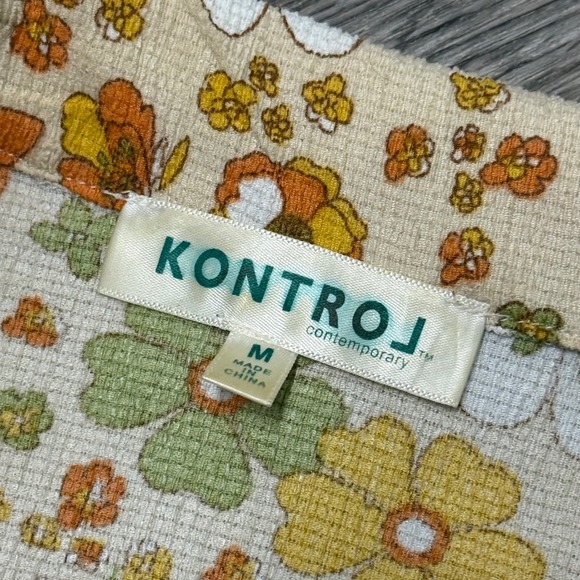 KONTROL
contemporary™
M
MADE
IN
CHINA